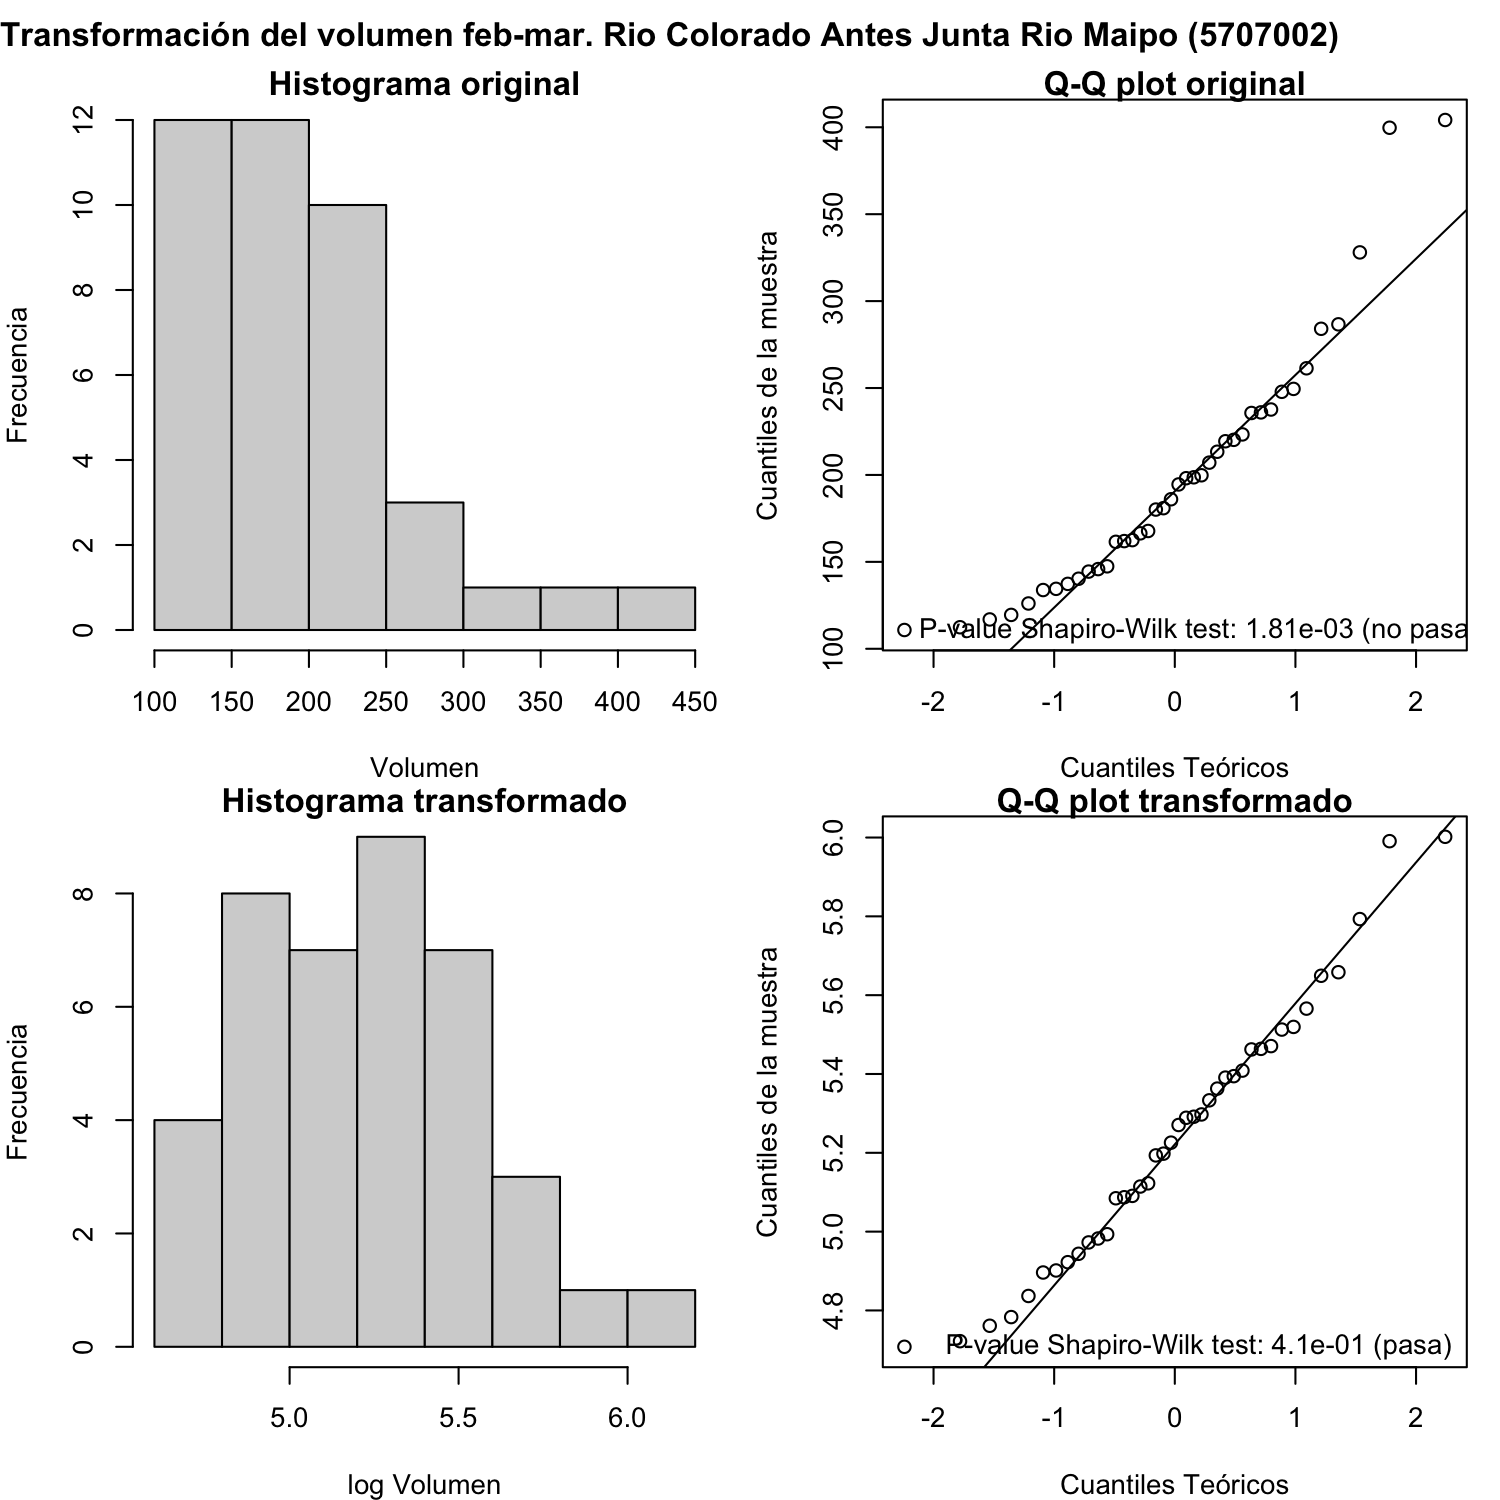 Transformación del volumen feb-mar. Rio Colorado Antes Junta Rio Maipo (5707002)
Histograma original
Frecuencia
12
10
8
6
4
2
0
100 150 200 250 300 350 400 450
Volumen
Q-Q plot original
Cuantiles de la muestra
400
350
300
250
200
150
100
P-value Shapiro-Wilk test: 1.81e-03 (no pasa
-2 -1 0 1 2
Cuantiles Teóricos
Histograma transformado
Frecuencia
8
6
4
2
0
5.0 5.5 6.0
log Volumen
Q-Q plot transformado
Cuantiles de la muestra
6.0
5.8
5.6
5.4
5.2
5.0
4.8
P-value Shapiro-Wilk test: 4.1e-01 (pasa)
-2 -1 0 1 2
Cuantiles Teóricos